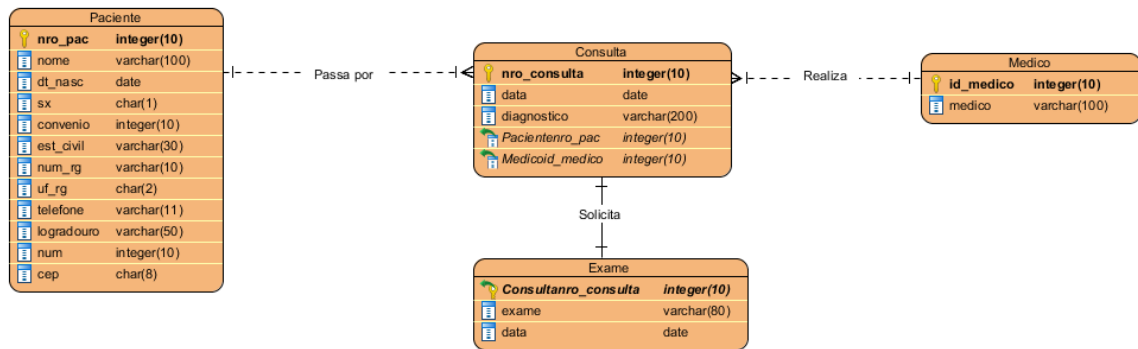 Paciente
nro_pac integer(10)
nome varchar(100)
dt_nasc date
sx char(1)
convenio integer(10)
est_civil varchar(30)
num_rg varchar(10)
uf_rg char(2)
telefone varchar(11)
logradouro varchar(50)
num integer(10)
cep char(8)
Passa por
Consulta
nro_consulta integer(10)
data date
diagnostico varchar(200)
Pacientenro_pac integer(10)
Medicoid_medico integer(10)
Realiza
Medico
id_medico integer(10)
medico varchar(100)
Solicita
Exame
Consultanro_consulta integer(10)
exame varchar(80)
data date